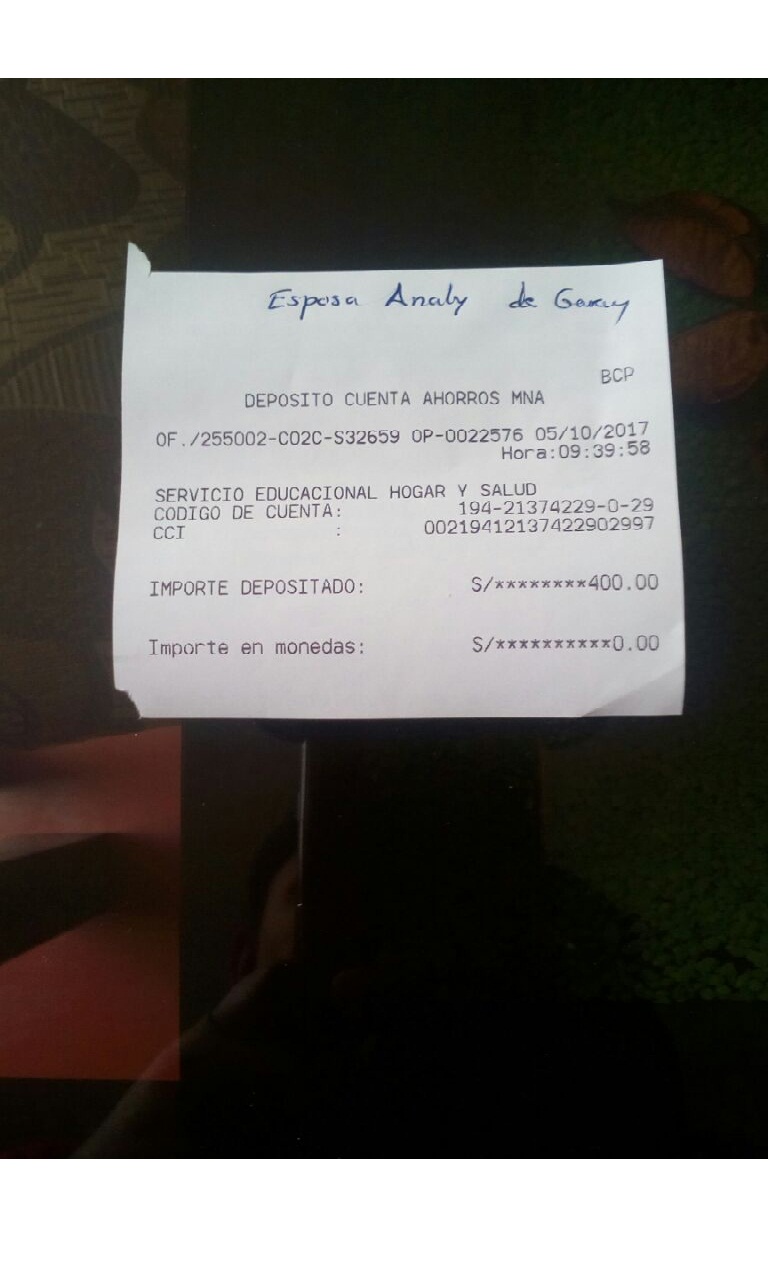 Esposa Analy de Garay
BCP
DEPOSITO CUENTA AHORROS MNA
OF./255002-C02C-S32659 OP-0022576 05/10/2017
Hora:09:39:58
SERVICIO EDUCACIONAL HOGAR Y SALUD
CODIGO DE CUENTA: 194-21374229-0-29
CCI : 00219412137422902997
IMPORTE DEPOSITADO: S/********400.00
Importe en monedas: S/**********0.00